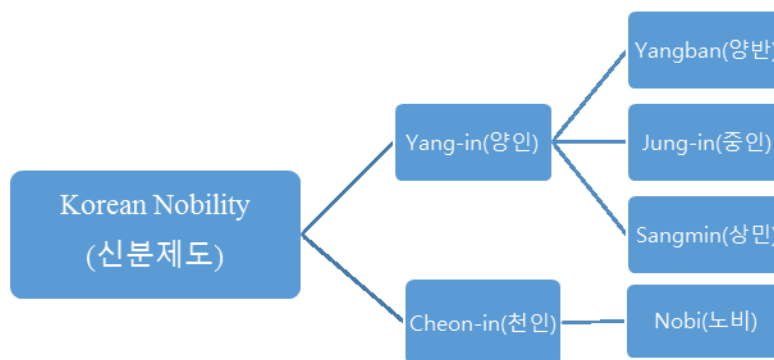 Korean Nobility
(신분제도)
Yang-in(양인)
Yangban(양반)
Jung-in(중인)
Sangmin(상민)
Cheon-in(천인)
Nobi(노비)